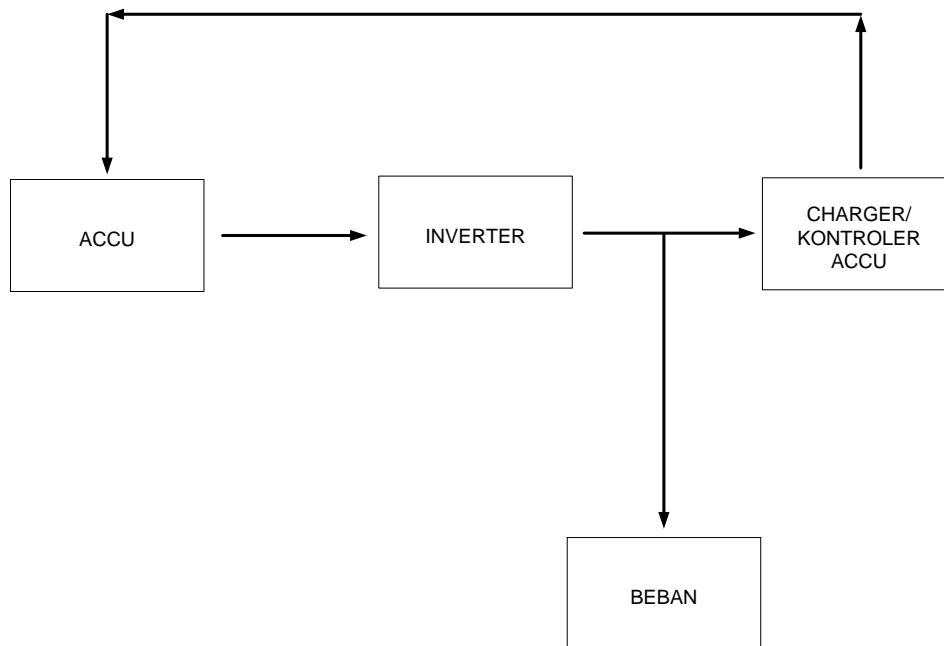 ACCU
INVERTER
CHARGER/
KONTROLER
ACCU
BEBAN